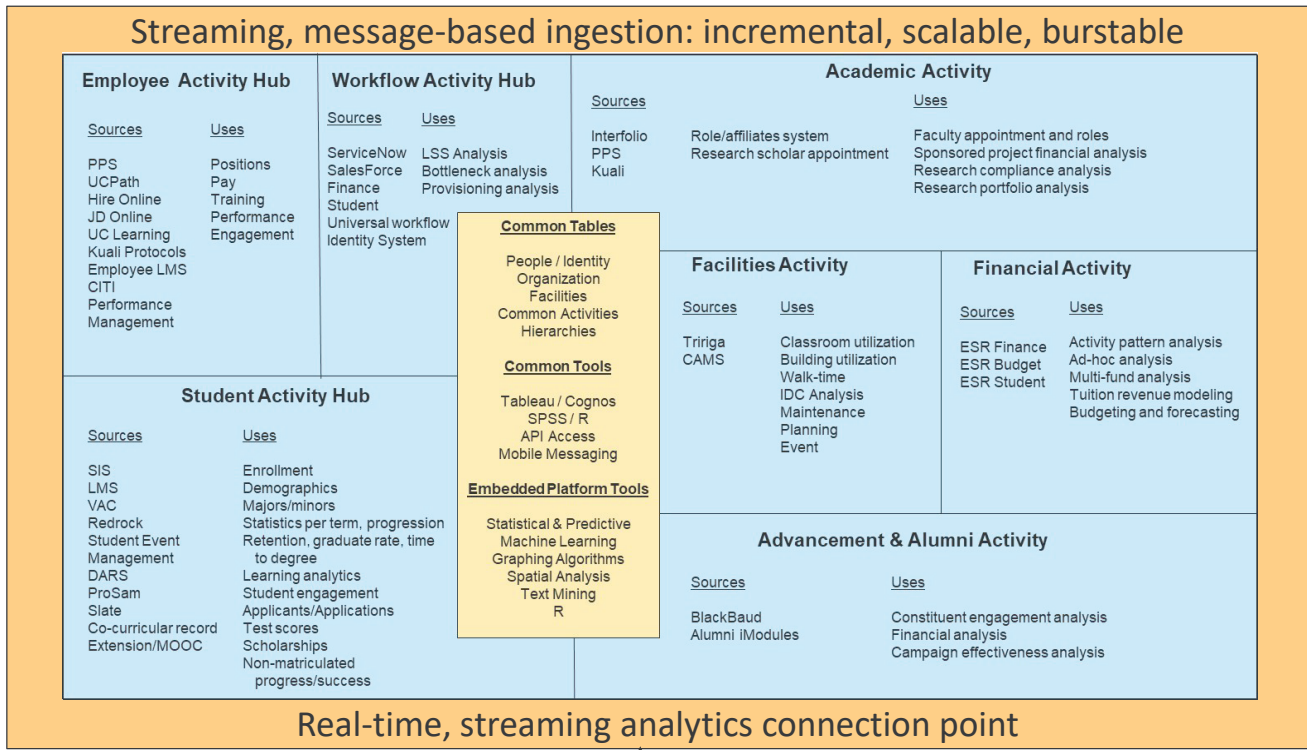 Streaming, message-based ingestion: incremental, scalable, burstable
Employee Activity Hub
Sources
PPS
UCPath
Hire Online
JD Online
UC Learning
Kuali Protocols
Employee LMS
CITI
Performance
Management
Uses
Positions
Pay
Training
Performance
Engagement
Workflow Activity Hub
Sources
ServiceNow
SalesForce
Finance
Student
Universal workflow
Identity System
Uses
LSS Analysis
Bottleneck analysis
Provisioning analysis
Academic Activity
Sources
Interfolio
PPS
Kuali
Role/affiliates system
Research scholar appointment
Uses
Faculty appointment and roles
Sponsored project financial analysis
Research compliance analysis
Research portfolio analysis
Common Tables
People / Identity
Organization
Facilities
Common Activities
Hierarchies
Common Tools
Tableau / Cognos
SPSS / R
API Access
Mobile Messaging
Embedded Platform Tools
Statistical & Predictive
Machine Learning
Graphing Algorithms
Spatial Analysis
Text Mining
R
Facilities Activity
Sources
Tririga
CAMS
Uses
Classroom utilization
Building utilization
Walk-time
IDC Analysis
Maintenance
Planning
Event
Financial Activity
Sources
ESR Finance
ESR Budget
ESR Student
Uses
Activity pattern analysis
Ad-hoc analysis
Multi-fund analysis
Tuition revenue modeling
Budgeting and forecasting
Student Activity Hub
Sources
SIS
LMS
VAC
Redrock
Student Event
Management
DARS
ProSam
Slate
Co-curricular record
Extension/MOOC
Uses
Enrollment
Demographics
Majors/minors
Statistics per term, progression
Retention, graduate rate, time
to degree
Learning analytics
Student engagement
Applicants/Applications
Test scores
Scholarships
Non-matriculated
progress/success
Advancement & Alumni Activity
Sources
BlackBaud
Alumni iModules
Uses
Constituent engagement analysis
Financial analysis
Campaign effectiveness analysis
Real-time, streaming analytics connection point